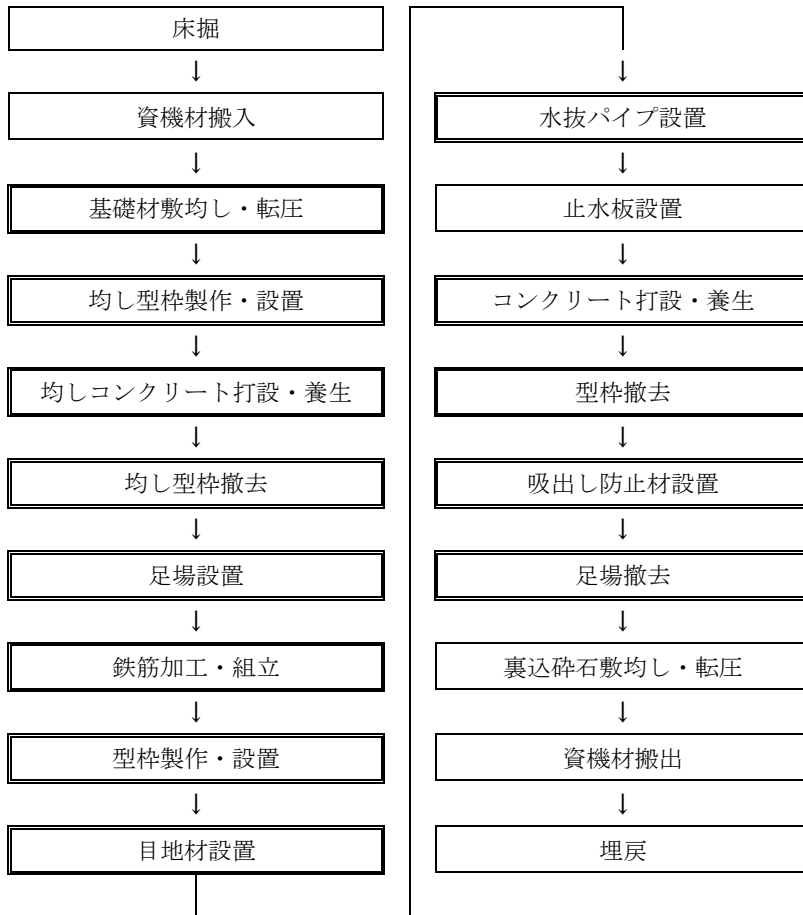 床掘
↓
資機材搬入
↓
基礎材敷均し・転圧
↓
均し型枠製作・設置
↓
均しコンクリート打設・養生
↓
均し型枠撤去
↓
足場設置
↓
鉄筋加工・組立
↓
型枠製作・設置
↓
目地材設置
↓
水抜パイプ設置
↓
止水板設置
↓
コンクリート打設・養生
↓
型枠撤去
↓
吸出し防止材設置
↓
足場撤去
↓
裏込砕石敷均し・転圧
↓
資機材搬出
↓
埋戻